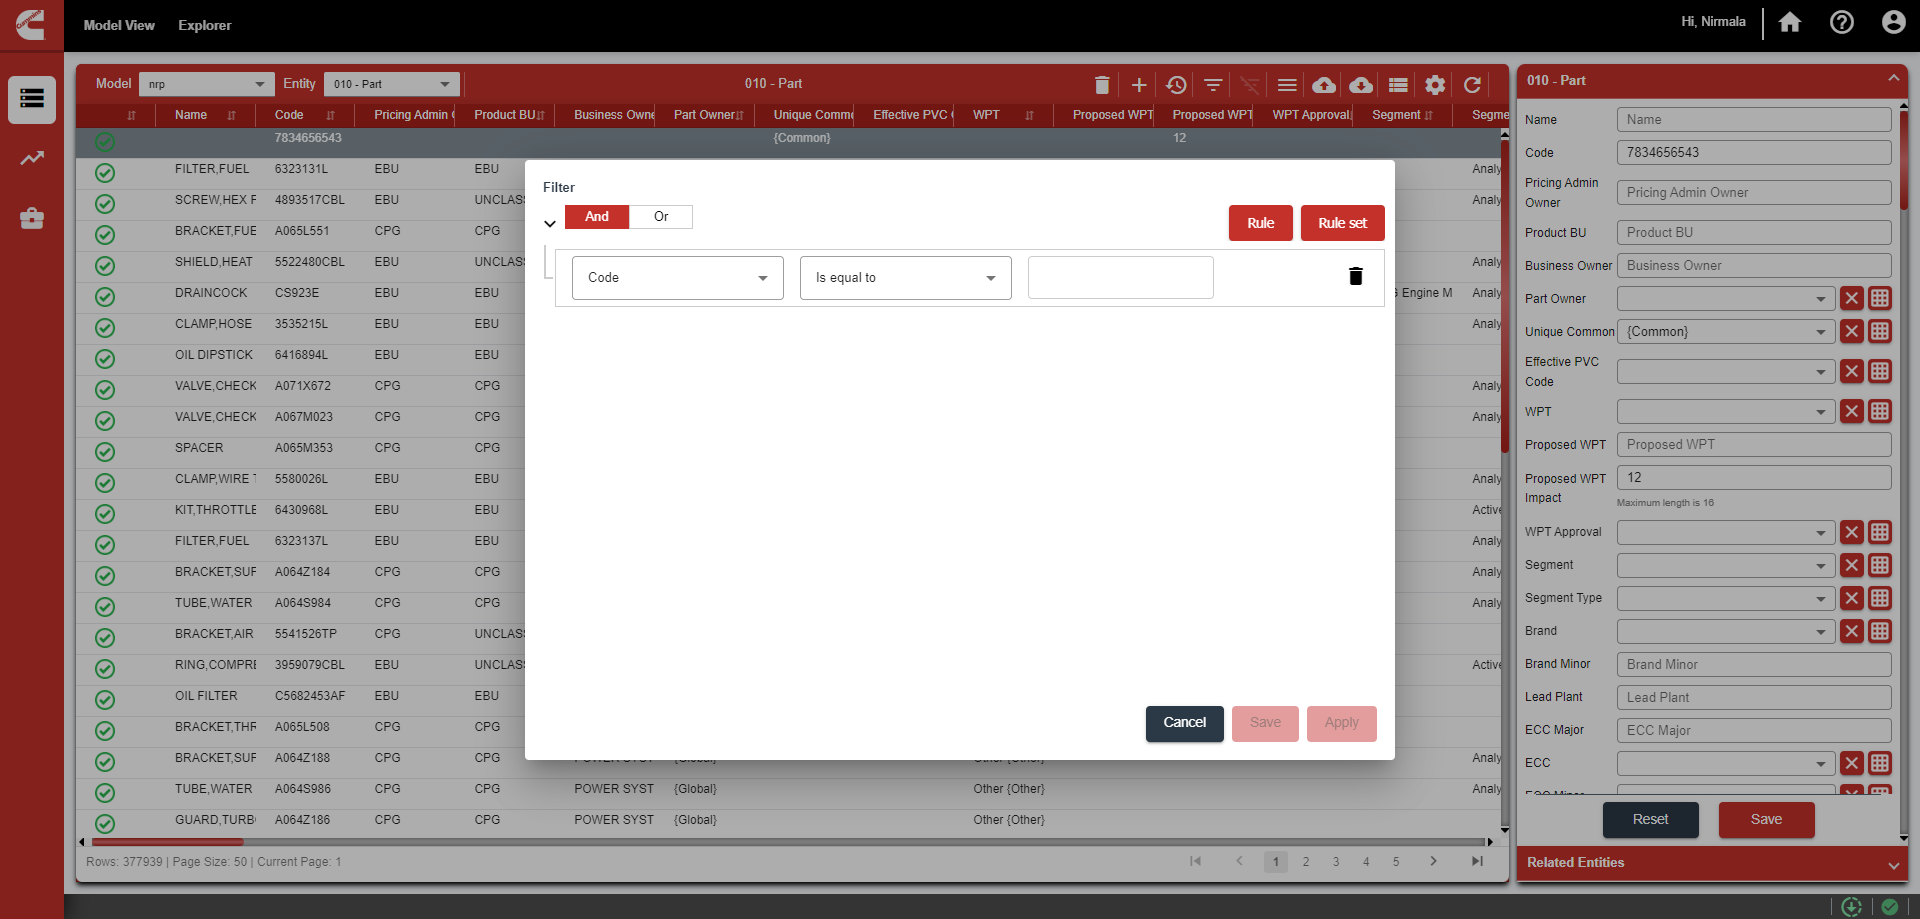 Model View Explorer Hi, Nirmala
Model nrp Entity 010 - Part 010 - Part
Name Code Pricing Admin Product BU Business Owne Part Owner Unique Commo Effective PVC WPT Proposed WPT Proposed WPT WPT Approval Segment Segme
7834656543 {Common} 12
FILTER,FUEL 6323131L EBU EBU Analy
SCREW,HEX F 4893517CBL EBU UNCLAS Analy
BRACKET,FUE A065L551 CPG CPG
SHIELD,HEAT 5522480CBL EBU UNCLAS Analy
DRAINCOCK CS923E EBU EBU Engine M Analy
CLAMP,HOSE 3535215L EBU EBU Analy
OIL DIPSTICK 6416894L EBU EBU
VALVE,CHECK A071X672 CPG CPG Analy
VALVE,CHECK A067M023 CPG CPG Analy
SPACER A065M353 CPG CPG
CLAMP,WIRE T 5580026L EBU EBU Analy
KIT,THROTTLE 6430968L EBU EBU Active
FILTER,FUEL 6323137L EBU EBU Analy
BRACKET,SUF A064Z184 CPG CPG Analy
TUBE,WATER A064S984 CPG CPG Analy
BRACKET,AIR 5541526TP CPG UNCLAS
RING,COMPRE 3959079CBL EBU UNCLAS Active
OIL FILTER C5682453AF EBU EBU
BRACKET,THR A065L508 CPG CPG
BRACKET,SUF A064Z188 CPG CPG POWER SYST {Global} Other {Other} Analy
TUBE,WATER A064S986 CPG CPG POWER SYST {Global} Other {Other} Analy
GUARD,TURB A064Z186 CPG CPG POWER SYST {Global} Other {Other}
Rows: 377939 | Page Size: 50 | Current Page: 1 1 2 3 4 5
Filter
And Or Rule Rule set
Code Is equal to
Cancel Save Apply
010 - Part
Name Name
Code 7834656543
Pricing Admin
Owner Pricing Admin Owner
Product BU Product BU
Business Owner Business Owner
Part Owner
Unique Common {Common}
Effective PVC
Code
WPT
Proposed WPT Proposed WPT
Proposed WPT
Impact 12
Maximum length is 16
WPT Approval
Segment
Segment Type
Brand
Brand Minor Brand Minor
Lead Plant Lead Plant
ECC Major ECC Major
ECC
ECC Minor
Reset Save
Related Entities